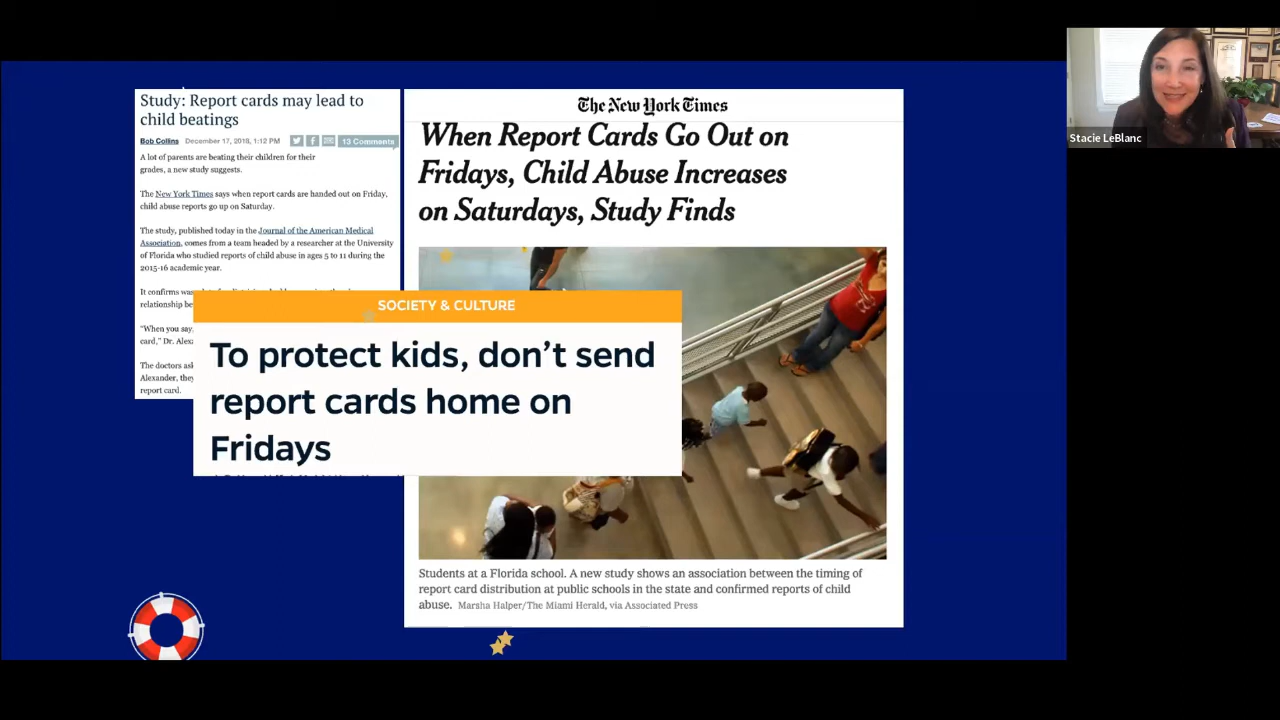 Study: Report cards may lead to
child beatings
Bob Collins December 17, 2018, 1:12 PM
13 Comments
A lot of parents are beating their children for their
grades, a new study suggests.
The New York Times says when report cards are handed out on Friday,
child abuse reports go up on Saturday.
The study, published today in the Journal of the American Medical
Association, comes from a team headed by a researcher at the University
of Florida who studied reports of child abuse in ages 5 to 11 during the
2015-16 academic year.
It confirms
relationship
"When you say,
card," Dr.
The doctors
Alexander, they
report card.
SOCIETY & CULTURE
To protect kids, don't send
report cards home on
Fridays
The New York Times
When Report Cards Go Out on
Fridays, Child Abuse Increases
on Saturdays, Study Finds
Students at a Florida school. A new study shows an association between the timing of
report card distribution at public schools in the state and confirmed reports of child
abuse. Marsha Halper/The Miami Herald, via Associated Press
Stacie LeBlanc